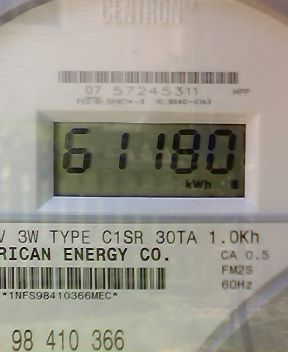 CENTRON
07 57245311 HPP
61180
kWh
V 3W TYPE C1SR 30TA 1.0Kh
RICAN ENERGY CO. CA 0.5
FM2S
*1NFS98410366MEC* 60Hz
98 410 366